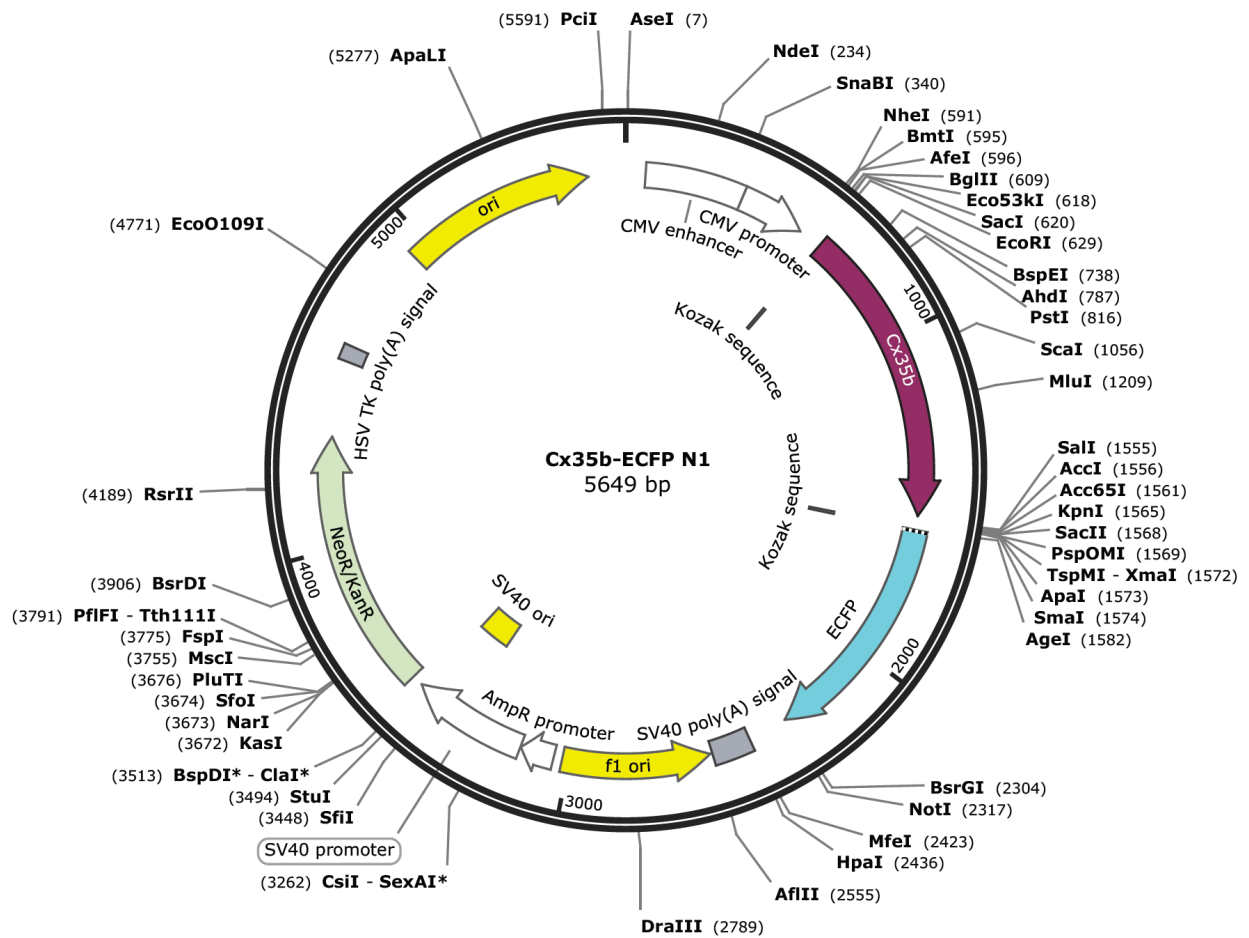 (5591) PciI
AseI (7)
(5277) ApaLI
NdeI (234)
SnaBI (340)
NheI (591)
BmtI (595)
AfeI (596)
BglII (609)
Eco53kI (618)
SacI (620)
EcoRI (629)
BspEI (738)
AhdI (787)
PstI (816)
ScaI (1056)
MluI (1209)
SalI (1555)
AccI (1556)
Acc65I (1561)
KpnI (1565)
SacII (1568)
PspOMI (1569)
TspMI - XmaI (1572)
ApaI (1573)
SmaI (1574)
AgeI (1582)
BsrGI (2304)
NotI (2317)
MfeI (2423)
HpaI (2436)
AflII (2555)
DraIII (2789)
(3262) CsiI - SexAI*
SV40 promoter
(3448) SfiI
(3494) StuI
(3513) BspDI* - ClaI*
(3672) KasI
(3673) NarI
(3674) SfoI
(3676) PluTI
(3755) MscI
(3775) FspI
(3791) PflFI - Tth111I
(3906) BsrDI
(4189) RsrII
(4771) EcoO109I
1000
2000
3000
4000
5000
CMV enhancer
CMV promoter
Cx35b
Kozak sequence
Kozak sequence
ECFP
SV40 poly(A) signal
f1 ori
AmpR promoter
SV40 ori
NeoR/KanR
HSV TK poly(A) signal
ori
Cx35b-ECFP N1
5649 bp